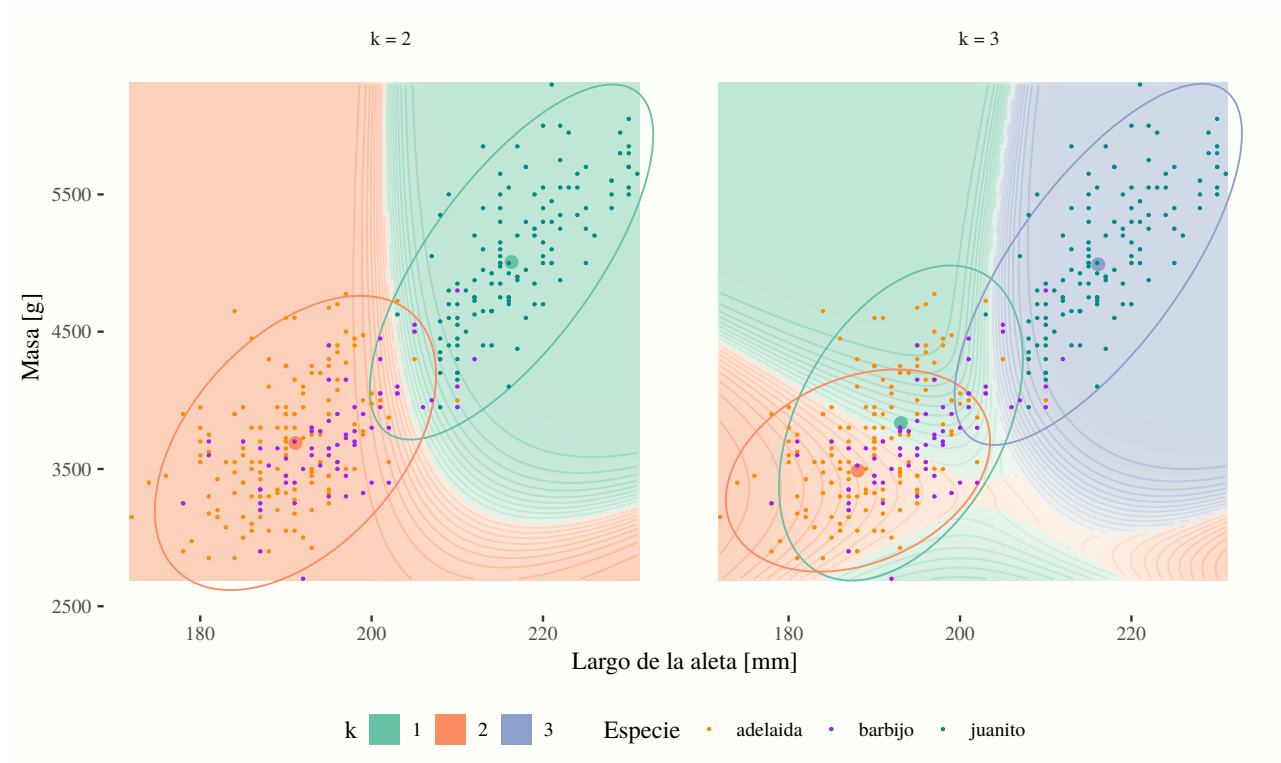 k = 2
k = 3
Masa [g]
5500
4500
3500
2500
180
200
220
180
200
220
Largo de la aleta [mm]
k
1
2
3
Especie
adelaida
barbijo
juanito